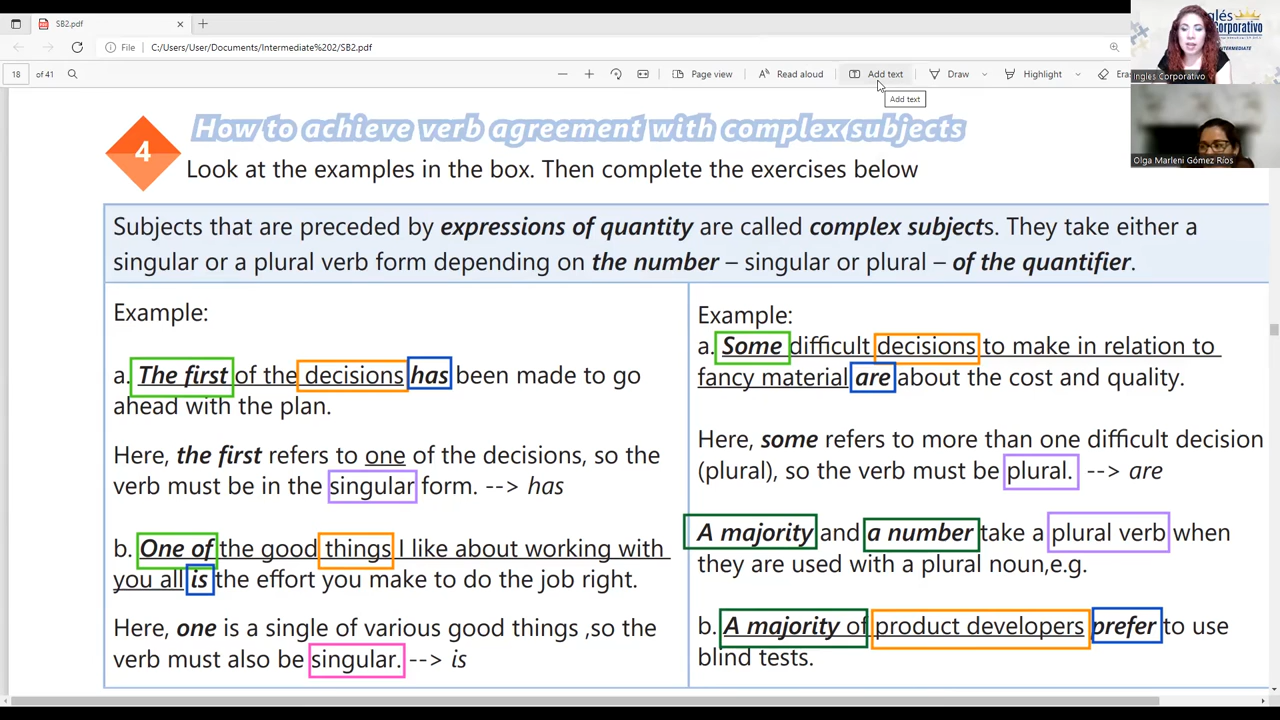 SB2.pdf
File C:/Users/User/Documents/Intermediate%202/SB2.pdf
18 of 41 Page view Read aloud Add text Draw Highlight
Add text
Inglés Corporativo
Olga Marleni Gómez Ríos
4 How to achieve verb agreement with complex subjects
Look at the examples in the box. Then complete the exercises below
Subjects that are preceded by expressions of quantity are called complex subjects. They take either a
singular or a plural verb form depending on the number – singular or plural – of the quantifier.
Example:
a. The first of the decisions has been made to go
ahead with the plan.
Here, the first refers to one of the decisions, so the
verb must be in the singular form. --> has
b. One of the good things I like about working with
you all is the effort you make to do the job right.
Here, one is a single of various good things ,so the
verb must also be singular. --> is
Example:
a. Some difficult decisions to make in relation to
fancy material are about the cost and quality.
Here, some refers to more than one difficult decision
(plural), so the verb must be plural. --> are
A majority and a number take a plural verb when
they are used with a plural noun,e.g.
b. A majority of product developers prefer to use
blind tests.